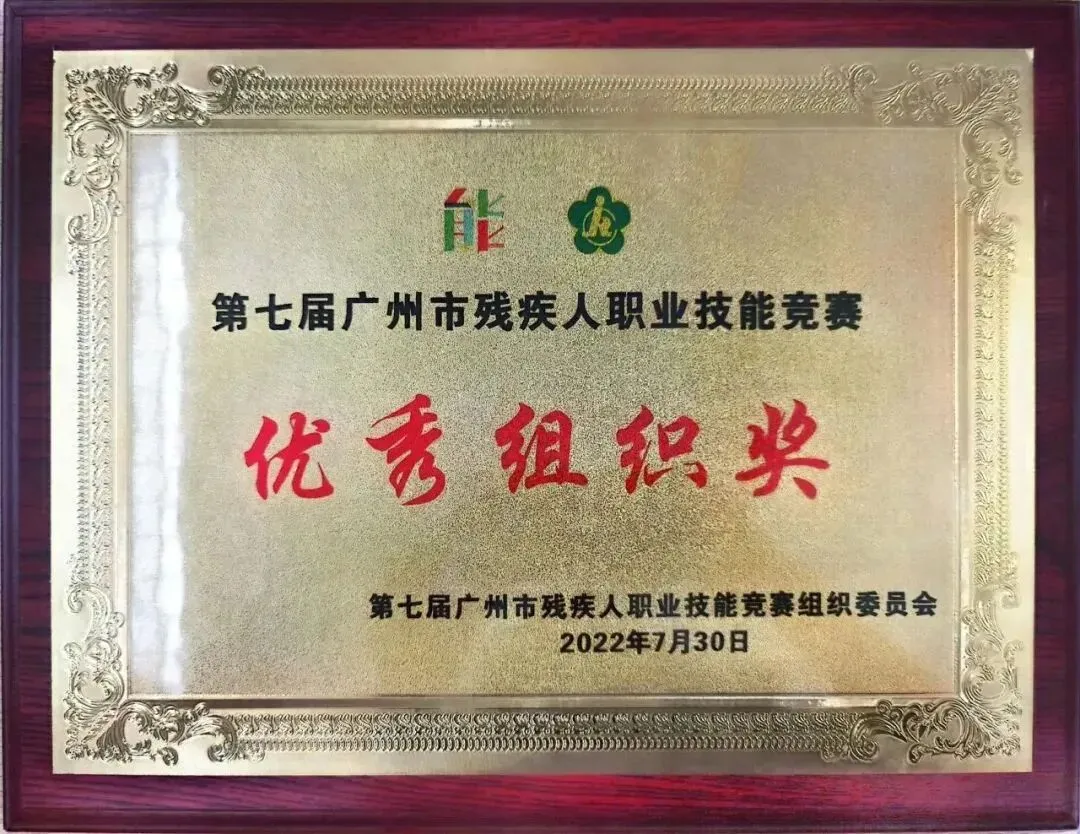 能
第七届广州市残疾人职业技能竞赛
优秀组织奖
第七届广州市残疾人职业技能竞赛组织委员会
2022年7月30日